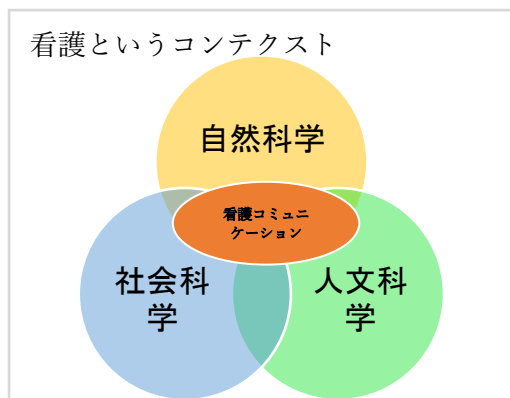 看護というコンテクスト
自然科学
看護コミュニ
ケーション
社会科
学
人文科
学